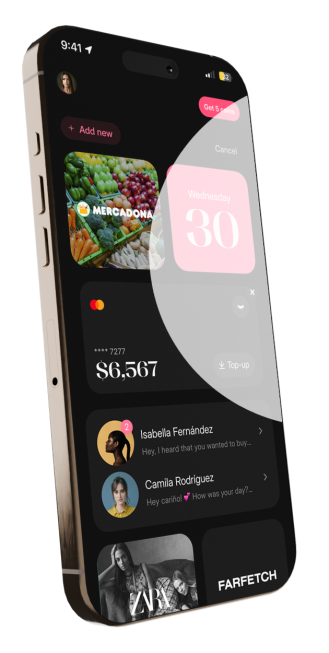 9:41
Get 5
+ Add new
Cancel
MERCADONA
Wednesday
30
**** 7277
$6,567
Top-up
2
Isabella Fernández
Hey, I heard that you wanted to buy...
Camila Rodríguez
Hey cariño! 💕 How was your day?...
ZARA
FARFETCH